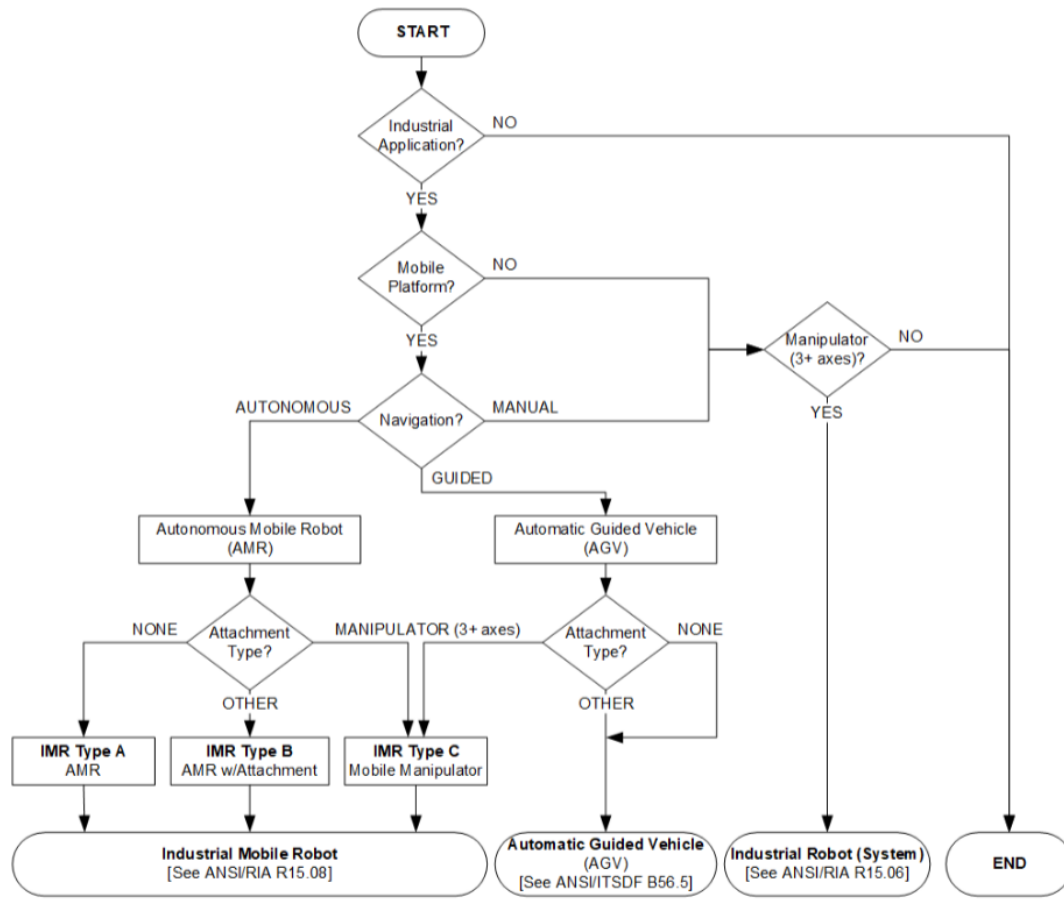 START
Industrial
Application?
NO
YES
Mobile
Platform?
NO
YES
Manipulator
(3+ axes)?
NO
YES
AUTONOMOUS
Navigation?
MANUAL
GUIDED
Autonomous Mobile Robot
(AMR)
Automatic Guided Vehicle
(AGV)
NONE
Attachment
Type?
MANIPULATOR (3+ axes)
Attachment
Type?
NONE
OTHER
OTHER
IMR Type A
AMR
IMR Type B
AMR w/Attachment
IMR Type C
Mobile Manipulator
Industrial Mobile Robot
[See ANSI/RIA R15.08]
Automatic Guided Vehicle
(AGV)
[See ANSI/ITSDF B56.5]
Industrial Robot (System)
[See ANSI/RIA R15.06]
END